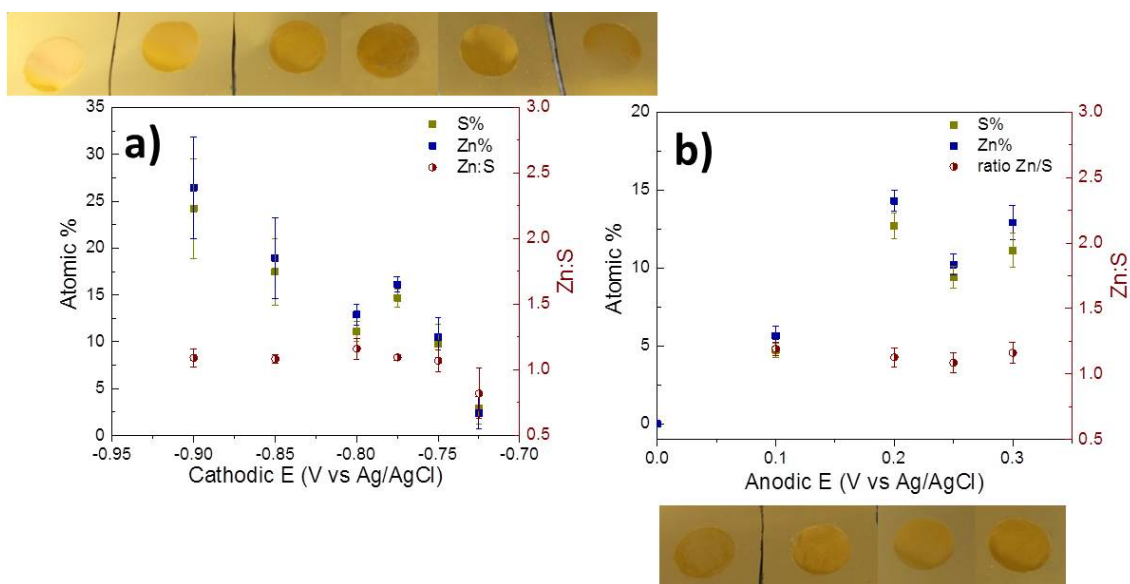 a)
35
30
25
20
15
10
5
0
Atomic %
S%
Zn%
Zn:S
3.0
2.5
2.0
1.5
1.0
0.5
Zn:S
-0.95 -0.90 -0.85 -0.80 -0.75 -0.70
Cathodic E (V vs Ag/AgCl)
b)
20
15
10
5
0
Atomic %
S%
Zn%
ratio Zn/S
3.0
2.5
2.0
1.5
1.0
0.5
Zn:S
0.0 0.1 0.2 0.3
Anodic E (V vs Ag/AgCl)